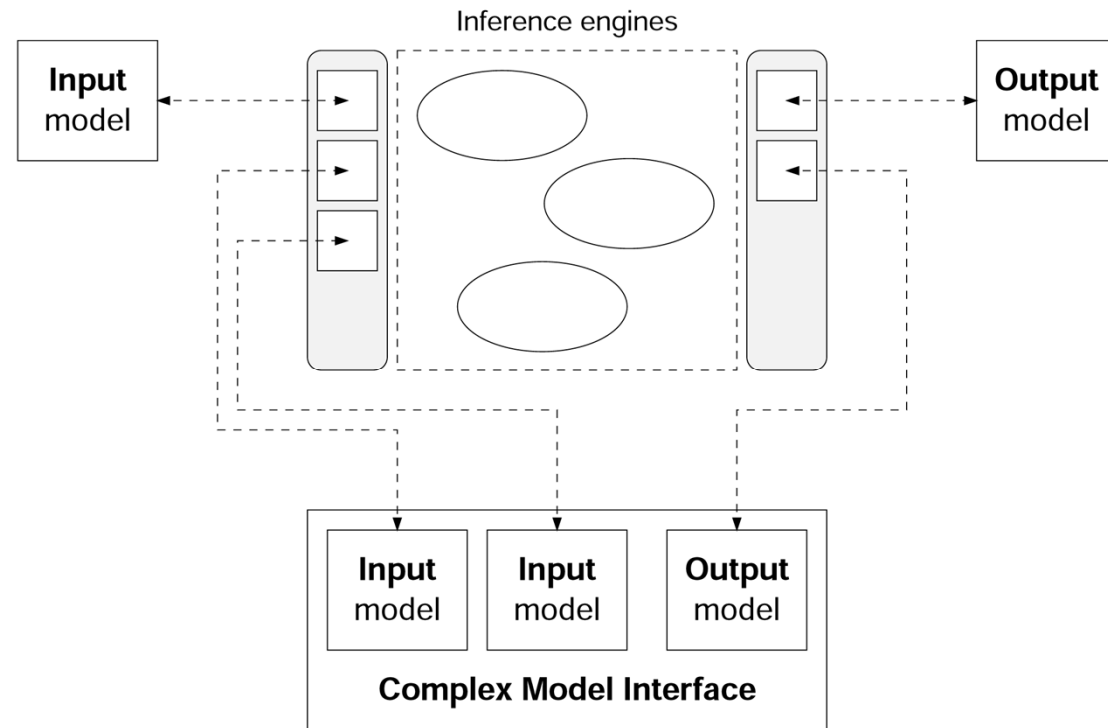 Inference engines
Input
model
Output
model
Input
model
Input
model
Output
model
Complex Model Interface